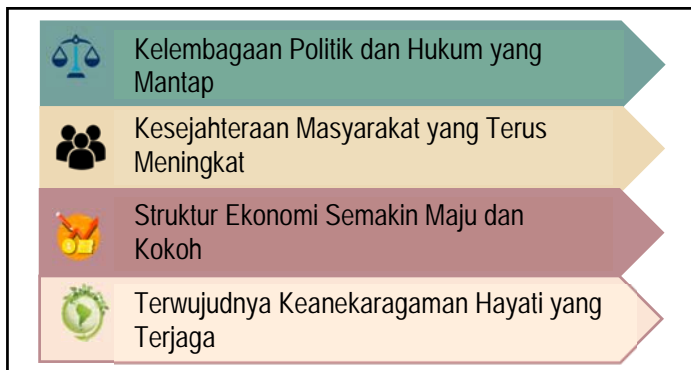 Kelembagaan Politik dan Hukum yang
Mantap
Kesejahteraan Masyarakat yang Terus
Meningkat
Struktur Ekonomi Semakin Maju dan
Kokoh
Terwujudnya Keanekaragaman Hayati yang
Terjaga